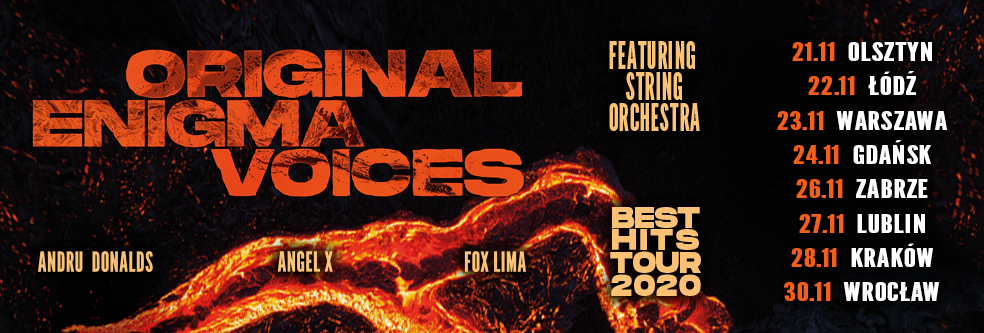 ORIGINAL
ENIGMA
VOICES
ANDRU DONALDS
ANGEL X
FOX LIMA
FEATURING
STRING
ORCHESTRA
BEST
HITS
TOUR
2020
21.11 OLSZTYN
22.11 ŁÓDŹ
23.11 WARSZAWA
24.11 GDAŃSK
26.11 ZABRZE
27.11 LUBLIN
28.11 KRAKÓW
30.11 WROCŁAW